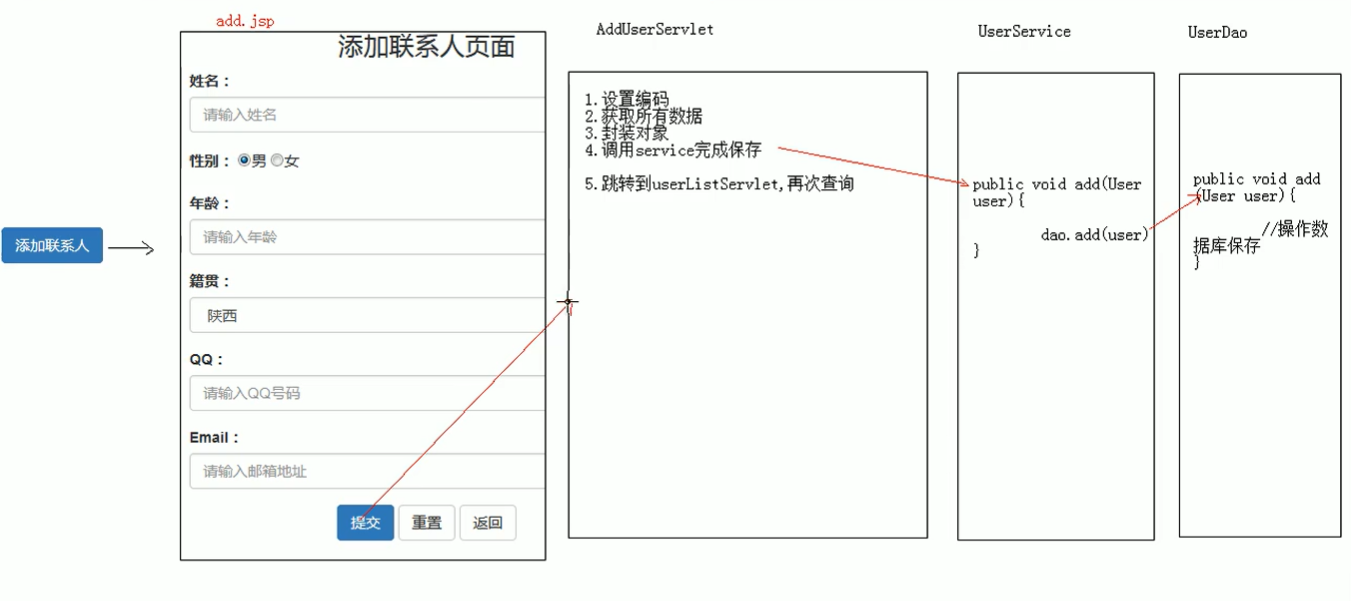 add.jsp
添加联系人页面
姓名：
请输入姓名
性别： 男 女
年龄：
请输入年龄
添加联系人
籍贯：
陕西
QQ：
请输入QQ号码
Email：
请输入邮箱地址
提交 重置 返回
AddUserServlet
1.设置编码
2.获取所有数据
3.封装对象
4.调用service完成保存
5.跳转到userListServlet,再次查询
UserService
public void add(User
user){
dao.add(user)
}
UserDao
public void add
(User user){
//操作数
据库保存
}